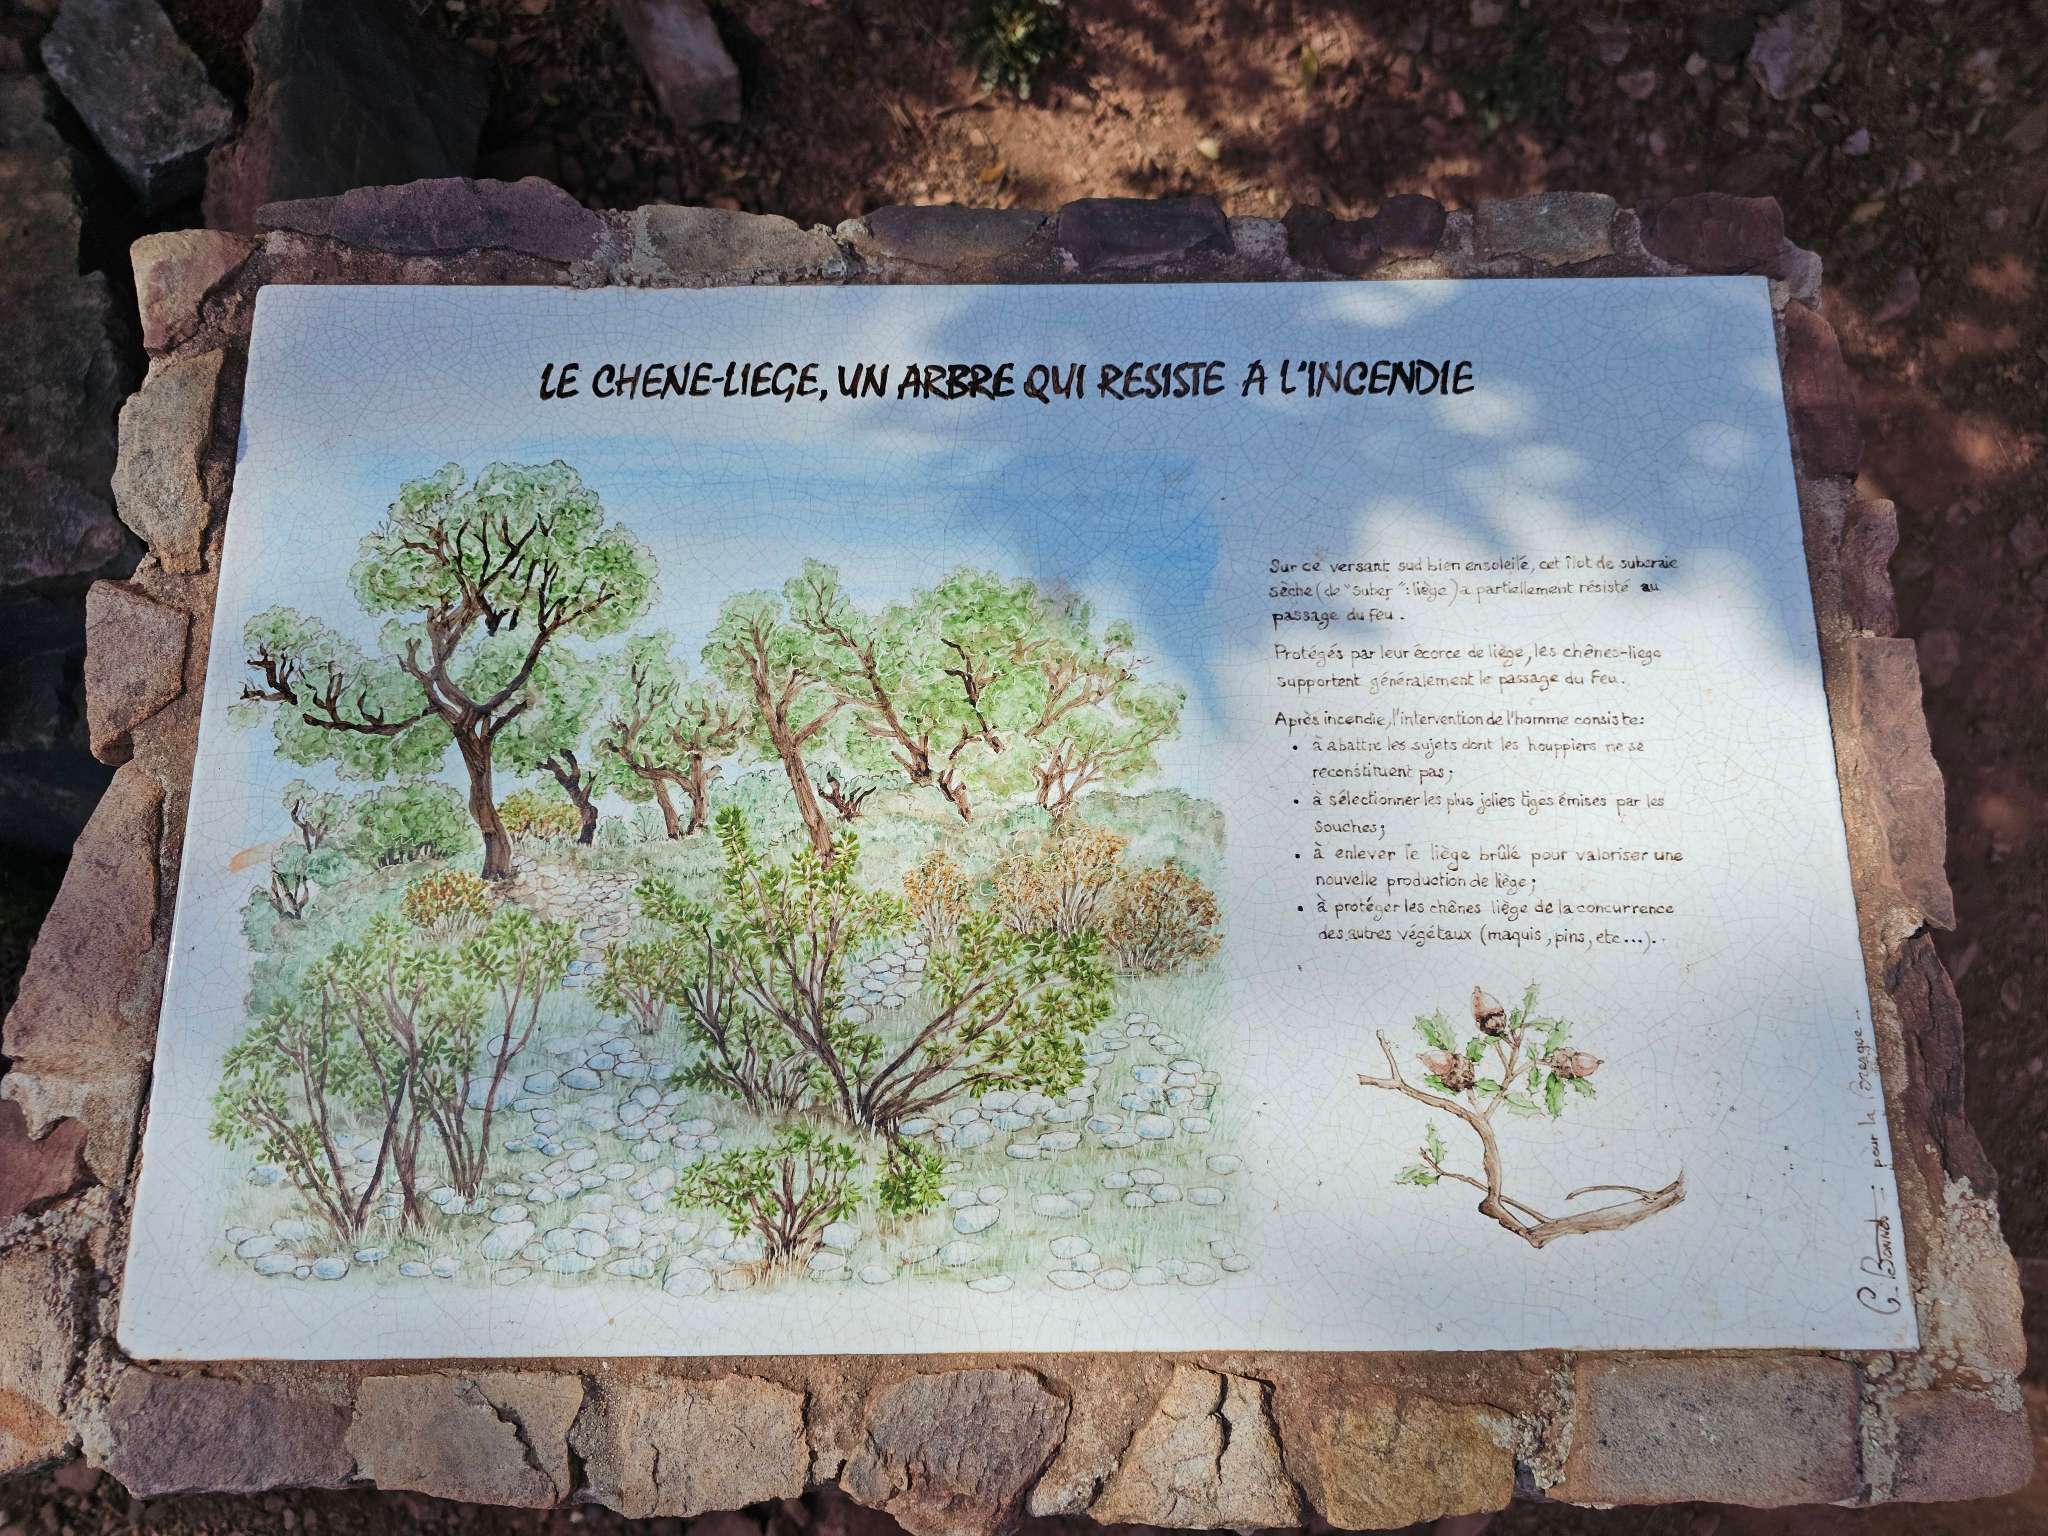 LE CHENE-LIEGE, UN ARBRE QUI RESISTE A L'INCENDIE
Sur ce versant sud bien ensoleilé, cet îlot de suberaie
sèche (de "suber" : liège) a partiellement résisté au
passage du feu.
Protégés par leur écorce de liège, les chênes-liege
supportent généralement le passage du feu.
Après incendie, l'intervention de l'homme consiste :
• à abattre les sujets dont les houppiers ne se
reconstituent pas ;
• à sélectionner les plus jolies tiges émises par les
souches ;
• à enlever le liège brûlé pour valoriser une
nouvelle production de liège ;
• à protéger les chênes liège de la concurrence
des autres végétaux (maquis, pins, etc...).
pour la